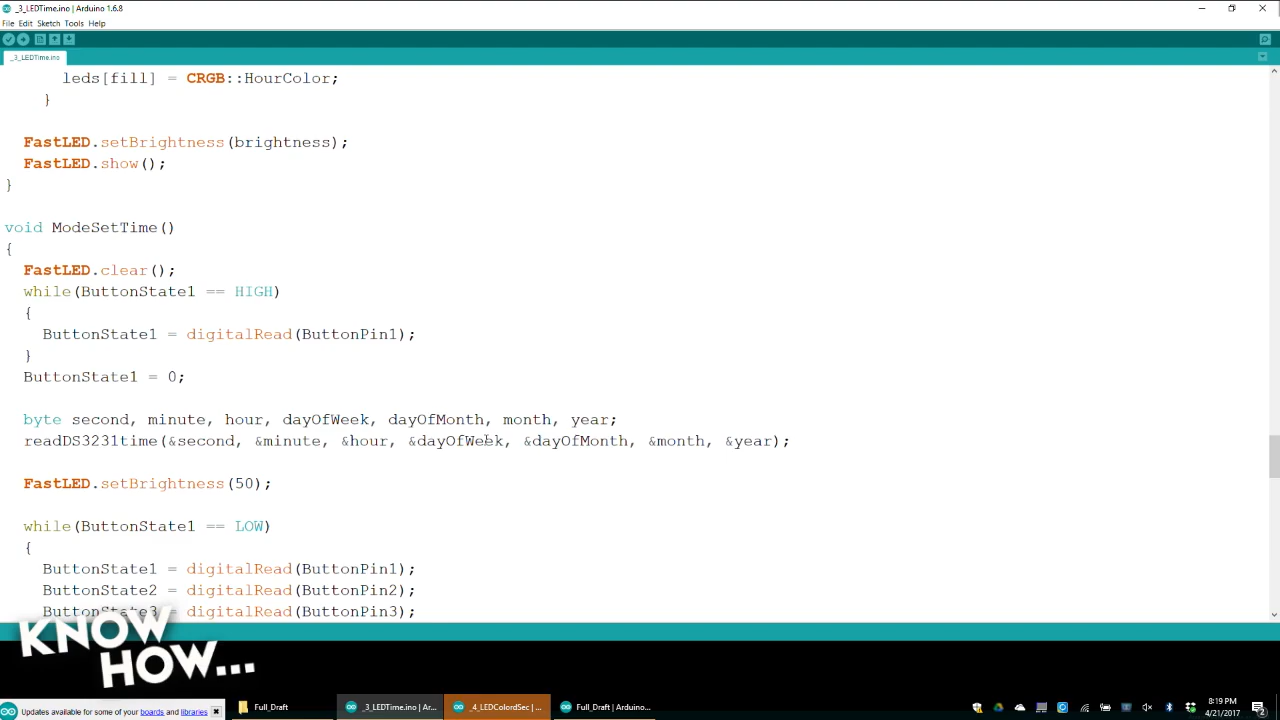 _3_LEDTime.ino | Arduino 1.6.8
File Edit Sketch Tools Help
_3_LEDTime.ino
leds[fill] = CRGB::HourColor;
}
FastLED.setBrightness(brightness);
FastLED.show();
}
void ModeSetTime()
{
FastLED.clear();
while(ButtonState1 == HIGH)
{
ButtonState1 = digitalRead(ButtonPin1);
}
ButtonState1 = 0;
byte second, minute, hour, dayOfWeek, dayOfMonth, month, year;
readDS3231time(&second, &minute, &hour, &dayOfWeek, &dayOfMonth, &month, &year);
FastLED.setBrightness(50);
while(ButtonState1 == LOW)
{
ButtonState1 = digitalRead(ButtonPin1);
ButtonState2 = digitalRead(ButtonPin2);
ButtonState3 = digitalRead(ButtonPin3);
KNOW
HOW...
Updates available for some of your boards and libraries
Full_Draft
_3_LEDTime.ino | Ar...
_4_LEDColordSec | ...
Full_Draft | Arduino...
8:19 PM
4/21/2017
2